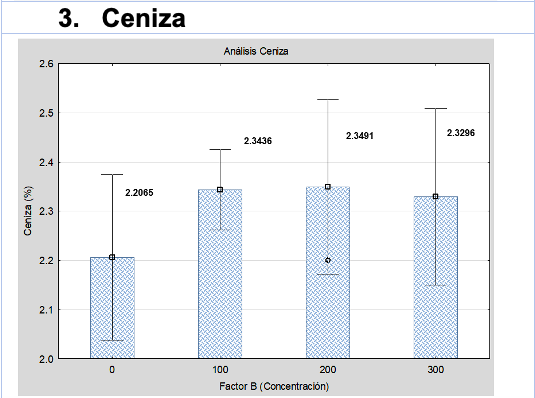 3. Ceniza
Análisis Ceniza
2.6
2.5
2.4
2.3
2.2
2.1
2.0
Ceniza (%)
2.2065
2.3436
2.3491
2.3296
0 100 200 300
Factor B (Concentración)